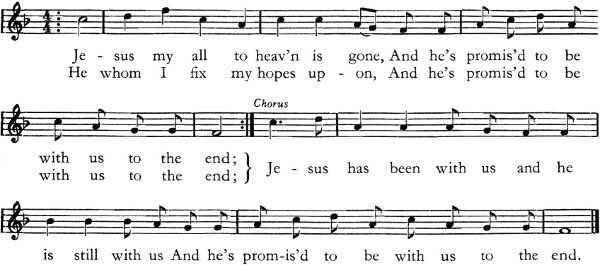 4 4
Je - sus my all to heav'n is gone, And he's promis'd to be
He whom I fix my hopes up - on, And he's promis'd to be
Chorus
with us to the end; } Je - sus has been with us and he
with us to the end;
is still with us And he's prom-is'd to be with us to the end.